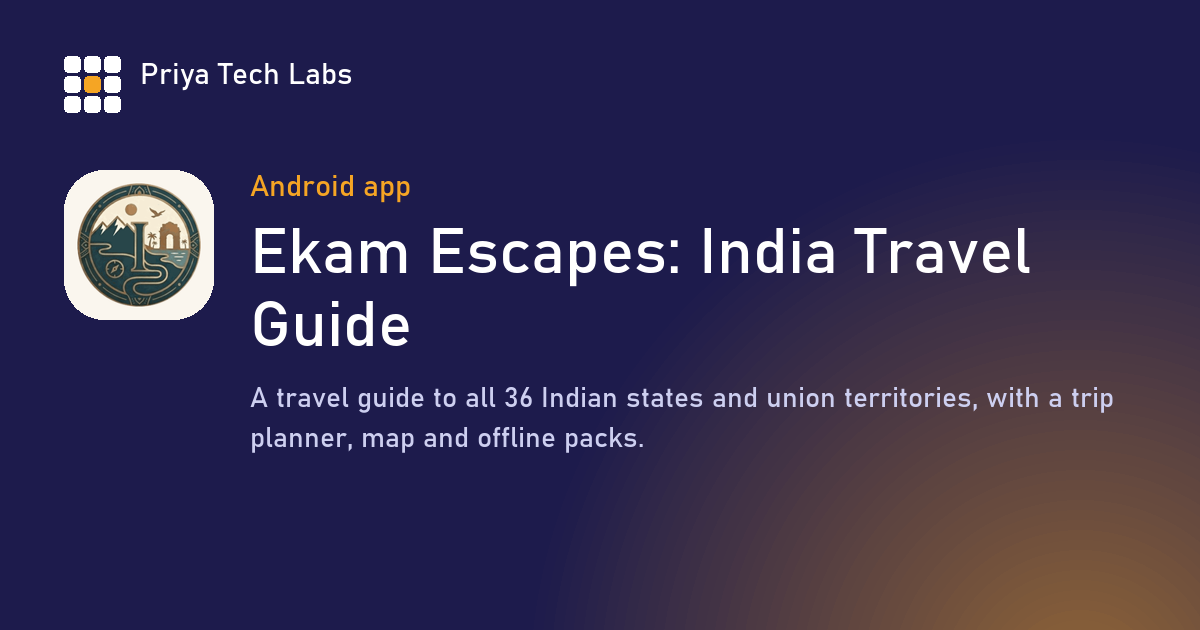 Priya Tech Labs
Android app
Ekam Escapes: India Travel
Guide
A travel guide to all 36 Indian states and union territories, with a trip
planner, map and offline packs.